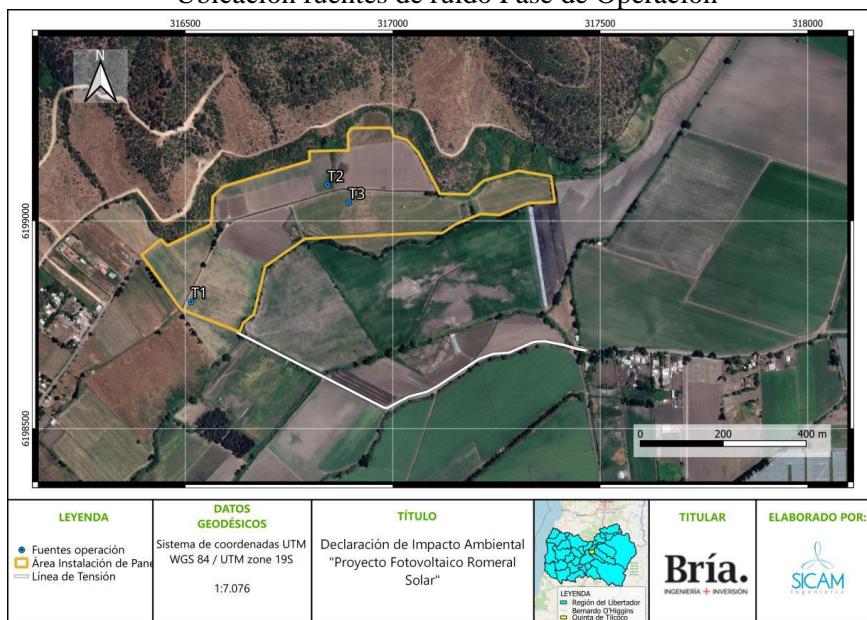 Ubicación fuentes de ruido Fase de Operación
316500 317000 317500 318000
N
T2
T3
6199000
T1
6198500
0 200 400 m
LEYENDA
Fuentes operación
Área Instalación de Pane
Línea de Tensión
DATOS
GEODÉSICOS
Sistema de coordenadas UTM
WGS 84 / UTM zone 19S
1:7.076
TÍTULO
Declaración de Impacto Ambiental
"Proyecto Fotovoltaico Romeral
Solar"
LEYENDA
Región del Libertador
Bernardo O'Higgins
Quinta de Tilcoco
TITULAR
Bría.
INGENIERÍA + INVERSIÓN
ELABORADO POR:
SICAM
Ingeniería